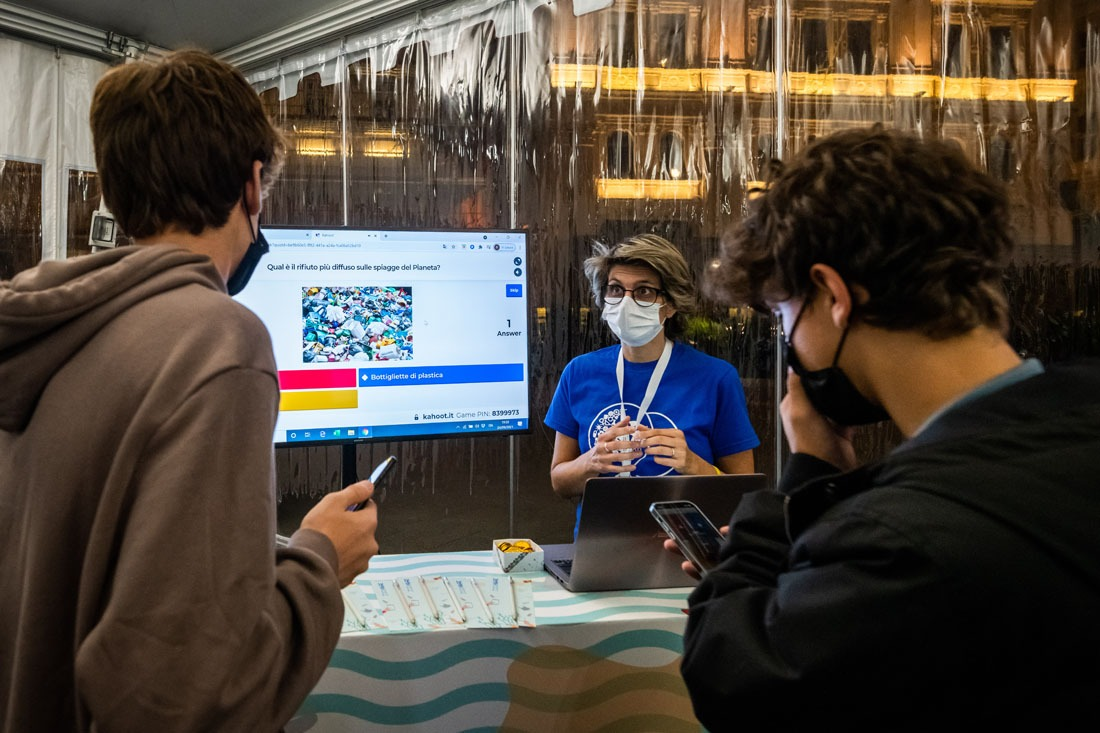 Qual è il rifiuto più diffuso sulle spiagge del Pianeta?
Skip
1
Answer
Bottigliette di plastica
kahoot.it Game PIN: 8399973